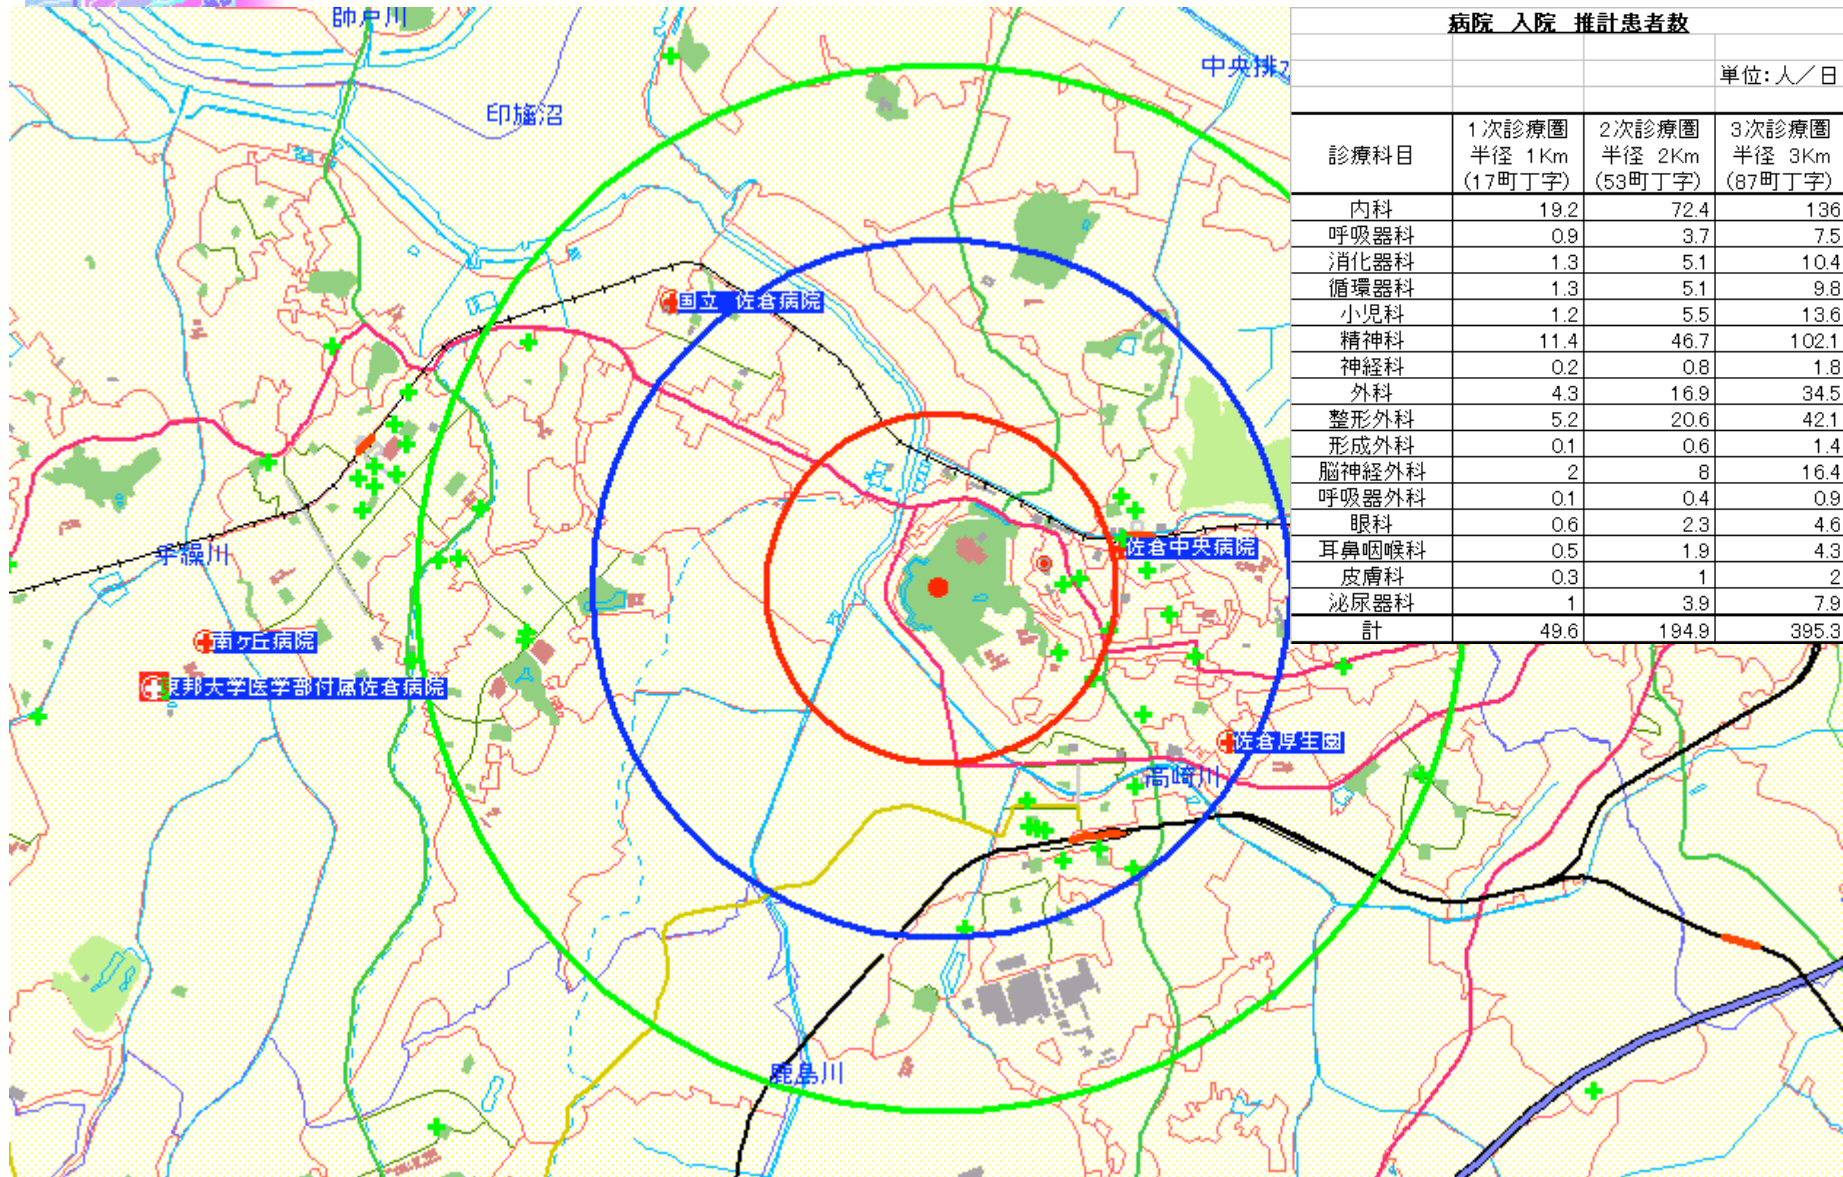 師戸川
印旛沼
中央排水
国立 佐倉病院
手繰川
佐倉中央病院
南ヶ丘病院
東邦大学医学部付属佐倉病院
佐倉厚生園
高崎川
鹿島川
病院 入院 推計患者数
単位:人/日
診療科目 1次診療圏 半径 1Km (17町丁字) 2次診療圏 半径 2Km (53町丁字) 3次診療圏 半径 3Km (87町丁字)
内科 19.2 72.4 136
呼吸器科 0.9 3.7 7.5
消化器科 1.3 5.1 10.4
循環器科 1.3 5.1 9.8
小児科 1.2 5.5 13.6
精神科 11.4 46.7 102.1
神経科 0.2 0.8 1.8
外科 4.3 16.9 34.5
整形外科 5.2 20.6 42.1
形成外科 0.1 0.6 1.4
脳神経外科 2 8 16.4
呼吸器外科 0.1 0.4 0.9
眼科 0.6 2.3 4.6
耳鼻咽喉科 0.5 1.9 4.3
皮膚科 0.3 1 2
泌尿器科 1 3.9 7.9
計 49.6 194.9 395.3